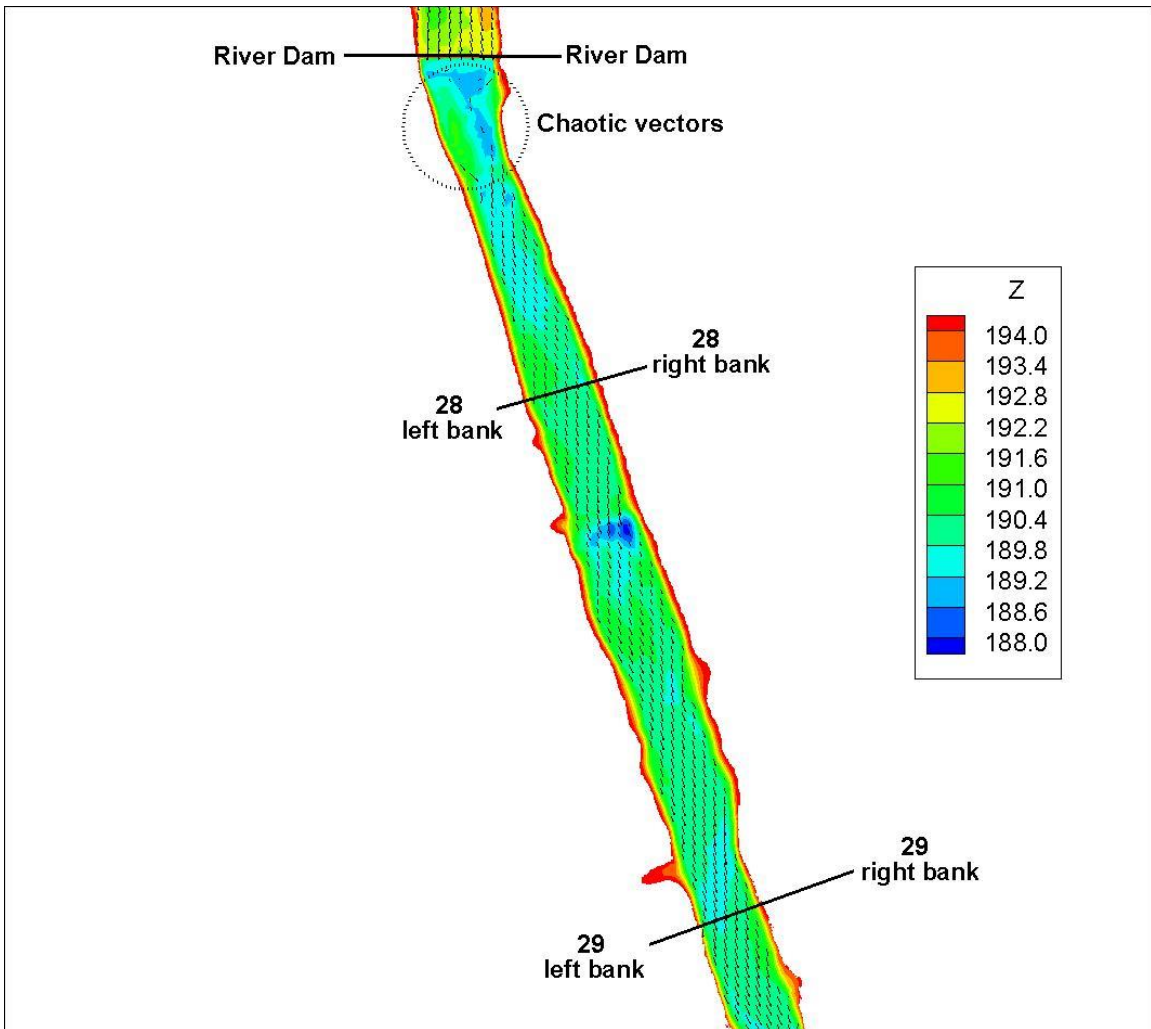 River Dam
River Dam
Chaotic vectors
28
right bank
28
left bank
29
right bank
29
left bank
Z
194.0
193.4
192.8
192.2
191.6
191.0
190.4
189.8
189.2
188.6
188.0